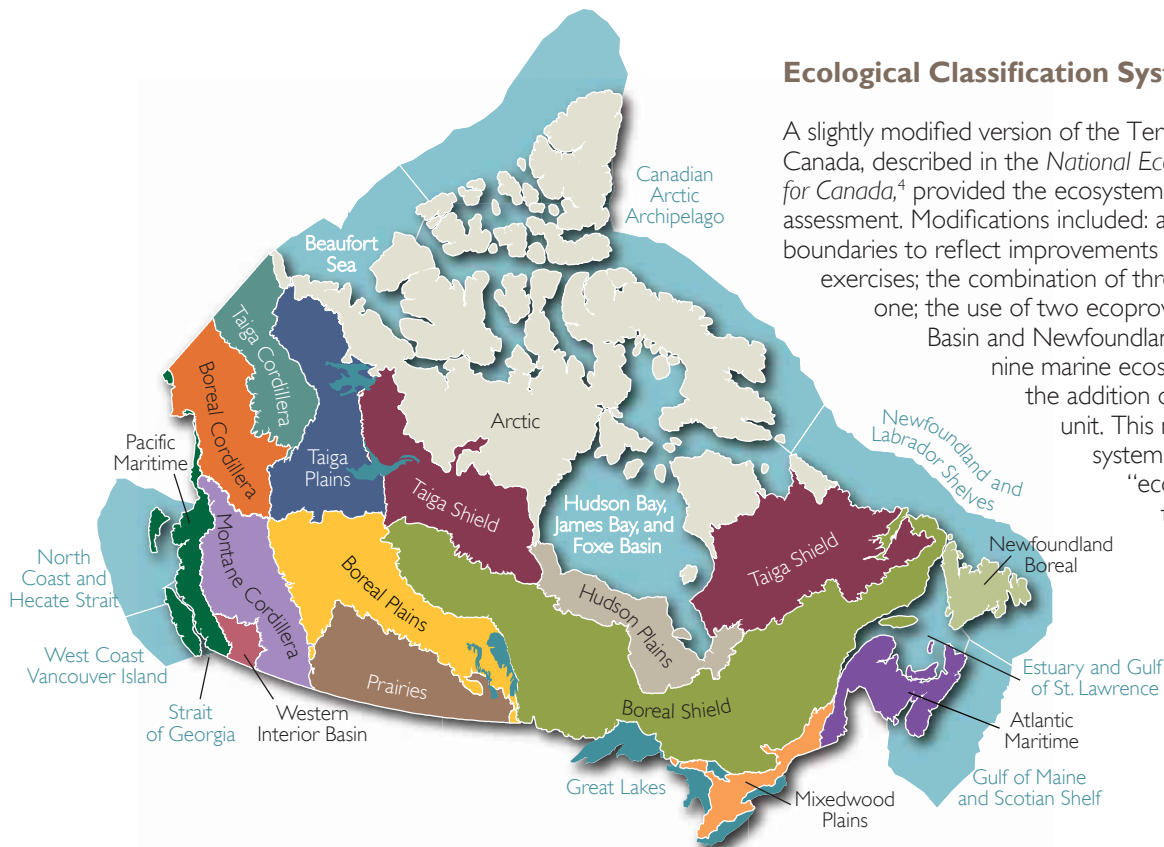 Ecological Classification Syst
A slightly modified version of the Ter
Canada, described in the National Eco
for Canada,⁴ provided the ecosystem
assessment. Modifications included: a
boundaries to reflect improvements
exercises; the combination of thr
one; the use of two ecoprov
Basin and Newfoundlan
nine marine ecos
the addition o
unit. This
system
“ec
Canadian
Arctic
Archipelago
Beaufort
Sea
Taiga Cordillera
Boreal Cordillera
Pacific
Maritime
Taiga
Plains
Arctic
Taiga Shield
Hudson Bay,
James Bay, and
Foxe Basin
Newfoundland and
Labrador Shelves
Taiga Shield
Newfoundland
Boreal
North
Coast and
Hecate Strait
Montane Cordillera
Boreal Plains
Hudson Plains
West Coast
Vancouver Island
Prairies
Boreal Shield
Estuary and Gulf
of St. Lawrence
Strait
of Georgia
Western
Interior Basin
Atlantic
Maritime
Great Lakes
Mixedwood
Plains
Gulf of Maine
and Scotian Shelf